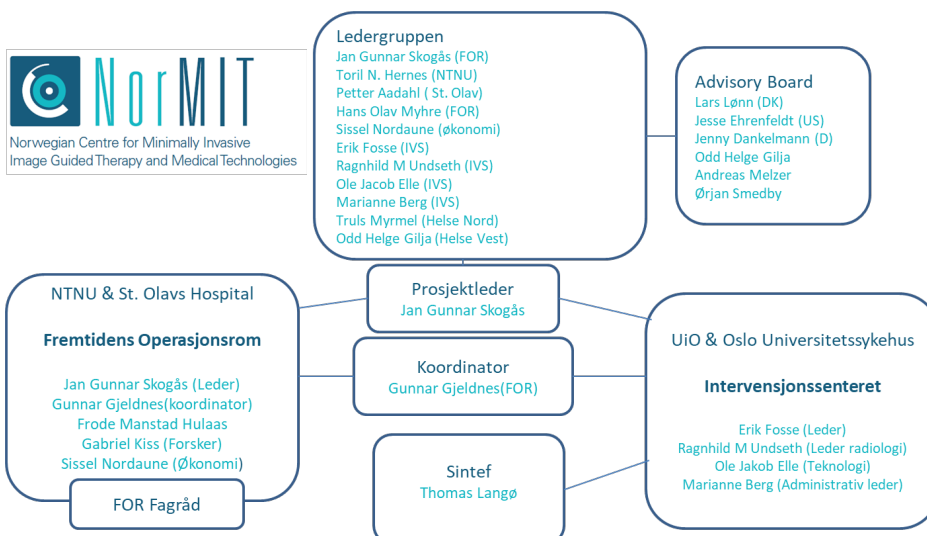 NorMIT
Norwegian Centre for Minimally Invasive
Image Guided Therapy and Medical Technologies
Ledergruppen
Jan Gunnar Skogås (FOR)
Toril N. Hernes (NTNU)
Petter Aadahl ( St. Olav)
Hans Olav Myhre (FOR)
Sissel Nordaune (økonomi)
Erik Fosse (IVS)
Ragnhild M Undseth (IVS)
Ole Jacob Elle (IVS)
Marianne Berg (IVS)
Truls Myrmel (Helse Nord)
Odd Helge Gilja (Helse Vest)
Advisory Board
Lars Lønn (DK)
Jesse Ehrenfeldt (US)
Jenny Dankelmann (D)
Odd Helge Gilja
Andreas Melzer
Ørjan Smedby
Prosjektleder
Jan Gunnar Skogås
NTNU & St. Olavs Hospital
Fremtidens Operasjonsrom
Jan Gunnar Skogås (Leder)
Gunnar Gjeldnes(koordinator)
Frode Manstad Hulaas
Gabriel Kiss (Forsker)
Sissel Nordaune (Økonomi)
FOR Fagråd
Koordinator
Gunnar Gjeldnes(FOR)
Sintef
Thomas Langø
UiO & Oslo Universitetssykehus
Intervensjonssenteret
Erik Fosse (Leder)
Ragnhild M Undseth (Leder radiologi)
Ole Jakob Elle (Teknologi)
Marianne Berg (Administrativ leder)